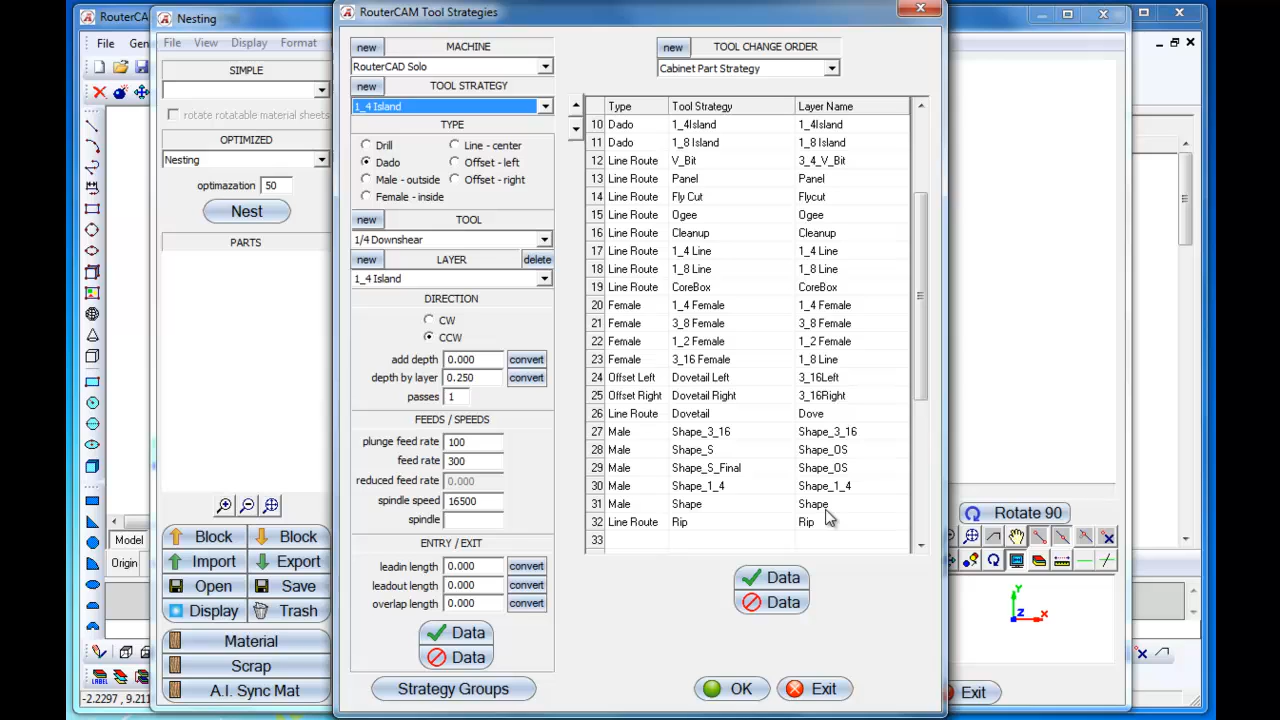 RouterCAM
File
Gen
Model
Origin
-2.2297, 9.211
Nesting
File View Display Format
SIMPLE
rotate rotatable material sheets
OPTIMIZED
Nesting
optimazation 50
Nest
PARTS
Block Block
Import Export
Open Save
Display Trash
Material
Scrap
A.I. Sync Mat
RouterCAM Tool Strategies
new MACHINE
RouterCAD Solo
new TOOL STRATEGY
1_4 Island
TYPE
Drill Line - center
Dado Offset - left
Male - outside Offset - right
Female - inside
new TOOL
1/4 Downshear
new LAYER delete
1_4 Island
DIRECTION
CW
CCW
add depth 0.000 convert
depth by layer 0.250 convert
passes 1
FEEDS / SPEEDS
plunge feed rate 100
feed rate 300
reduced feed rate 0.000
spindle speed 16500
spindle
ENTRY / EXIT
leadin length 0.000 convert
leadout length 0.000 convert
overlap length 0.000 convert
Data
Data
Strategy Groups
new TOOL CHANGE ORDER
Cabinet Part Strategy
Type Tool Strategy Layer Name
10 Dado 1_4Island 1_4Island
11 Dado 1_8 Island 1_8 Island
12 Line Route V_Bit 3_4_V_Bit
13 Line Route Panel Panel
14 Line Route Fly Cut Flycut
15 Line Route Ogee Ogee
16 Line Route Cleanup Cleanup
17 Line Route 1_4 Line 1_4 Line
18 Line Route 1_8 Line 1_8 Line
19 Line Route CoreBox CoreBox
20 Female 1_4 Female 1_4 Female
21 Female 3_8 Female 3_8 Female
22 Female 1_2 Female 1_2 Female
23 Female 3_16 Female 1_8 Line
24 Offset Left Dovetail Left 3_16Left
25 Offset Right Dovetail Right 3_16Right
26 Line Route Dovetail Dove
27 Male Shape_3_16 Shape_3_16
28 Male Shape_S Shape_OS
29 Male Shape_S_Final Shape_OS
30 Male Shape_1_4 Shape_1_4
31 Male Shape Shape
32 Line Route Rip Rip
33
Data
Data
OK Exit
Rotate 90
Y
Z X
Exit
LABEL